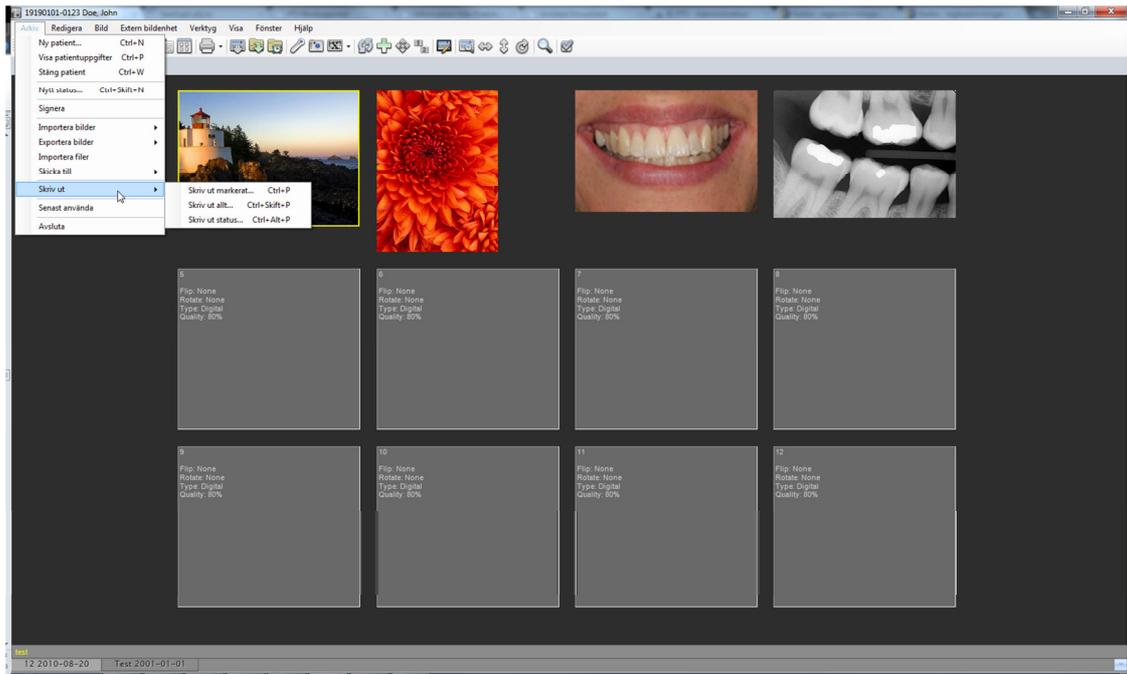 19190101-0123 Doe, John
Arkiv Redigera Bild Extern bildenhet Verktyg Visa Fönster Hjälp
Ny patient... Ctrl+N
Visa patientuppgifter Ctrl+P
Stäng patient Ctrl+W
Nytt status... Ctrl+Skift+N
Signera
Importera bilder
Exportera bilder
Importera filer
Skicka till
Skriv ut
Senast använda
Avsluta
Skriv ut markerat... Ctrl+P
Skriv ut allt... Ctrl+Skift+P
Skriv ut status... Ctrl+Alt+P
5
Flip: None
Rotate: None
Type: Digital
Quality: 80%
6
Flip: None
Rotate: None
Type: Digital
Quality: 80%
7
Flip: None
Rotate: None
Type: Digital
Quality: 80%
8
Flip: None
Rotate: None
Type: Digital
Quality: 80%
9
Flip: None
Rotate: None
Type: Digital
Quality: 80%
10
Flip: None
Rotate: None
Type: Digital
Quality: 80%
11
Flip: None
Rotate: None
Type: Digital
Quality: 80%
12
Flip: None
Rotate: None
Type: Digital
Quality: 80%
test
12 2010-08-20 Test 2001-01-01